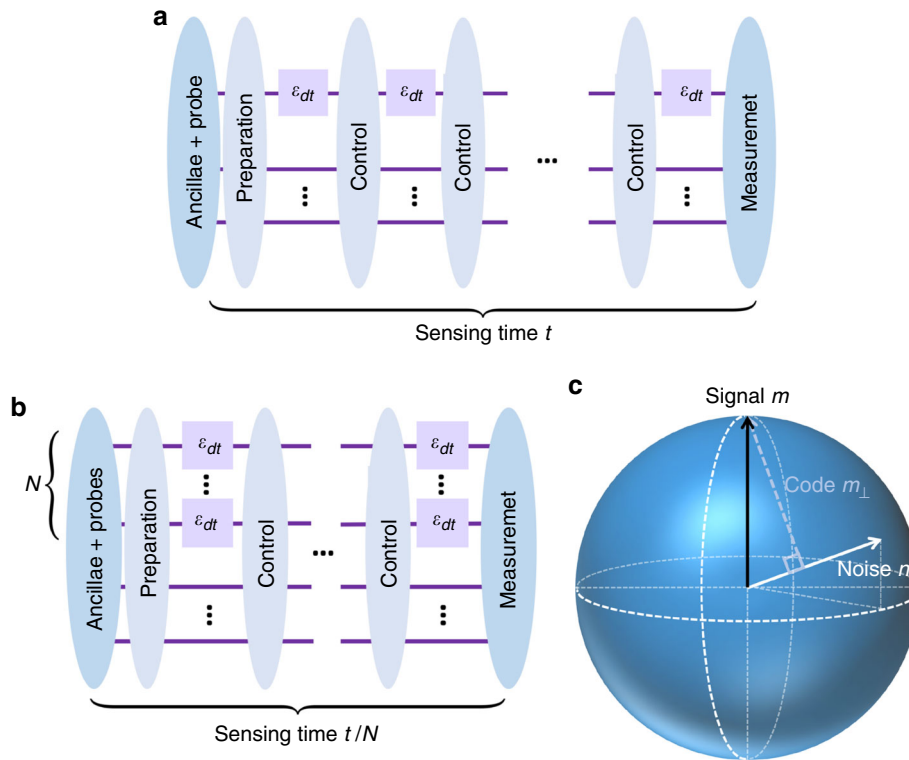 a
Ancillae + probe
Preparation
ε_dt
Control
ε_dt
Control
...
Control
ε_dt
Measuremet
Sensing time t
b
N
Ancillae + probes
Preparation
ε_dt
ε_dt
Control
...
Control
ε_dt
ε_dt
Measuremet
Sensing time t/N
c
Signal m
Code m⊥
Noise n